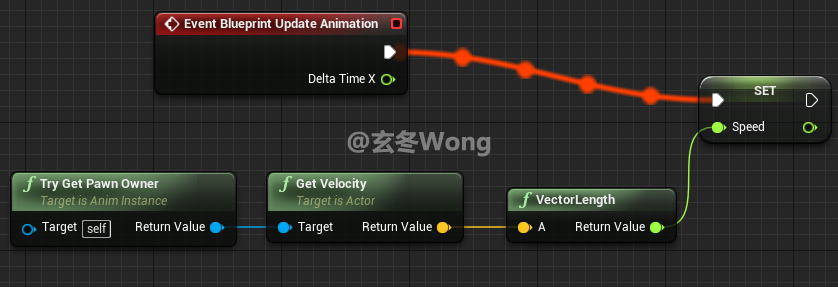 Event Blueprint Update Animation
Delta Time X
SET
Speed
@玄冬Wong
Try Get Pawn Owner
Target is Anim Instance
Target self Return Value
Get Velocity
Target is Actor
Target Return Value
VectorLength
A Return Value